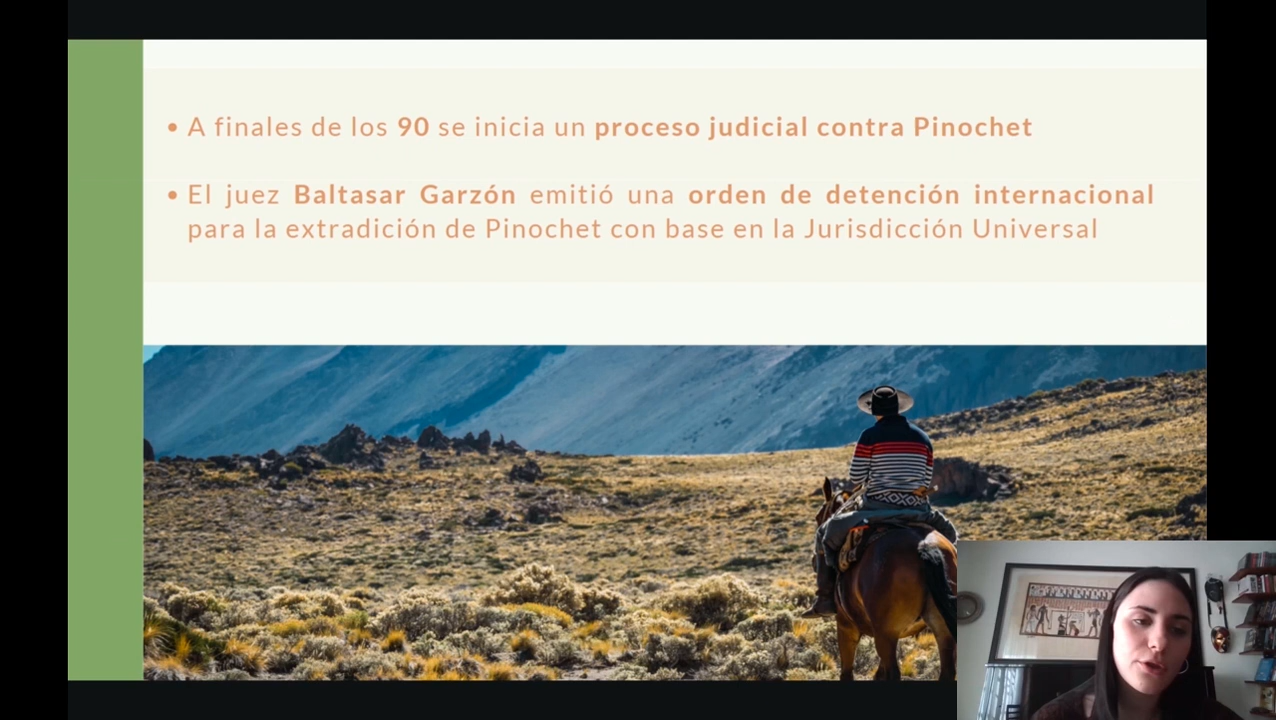 • A finales de los 90 se inicia un proceso judicial contra Pinochet
• El juez Baltasar Garzón emitió una orden de detención internacional
para la extradición de Pinochet con base en la Jurisdicción Universal